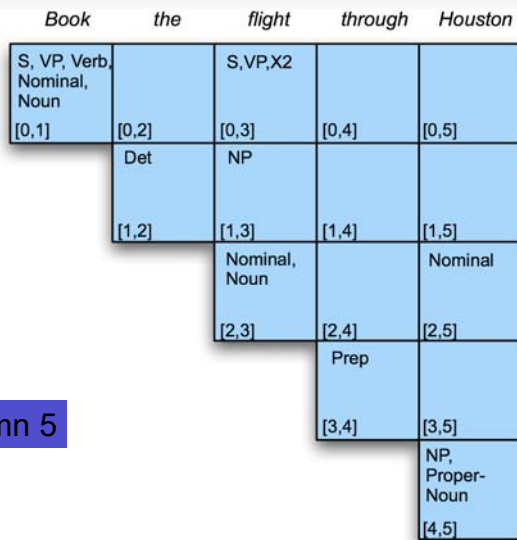 Book the flight through Houston
S, VP, Verb, Nominal, Noun
[0,1]
[0,2]
S,VP,X2
[0,3]
[0,4]
[0,5]
Det
[1,2]
NP
[1,3]
[1,4]
[1,5]
Nominal, Noun
[2,3]
[2,4]
Nominal
[2,5]
Prep
[3,4]
[3,5]
mn 5
NP, Proper- Noun
[4,5]